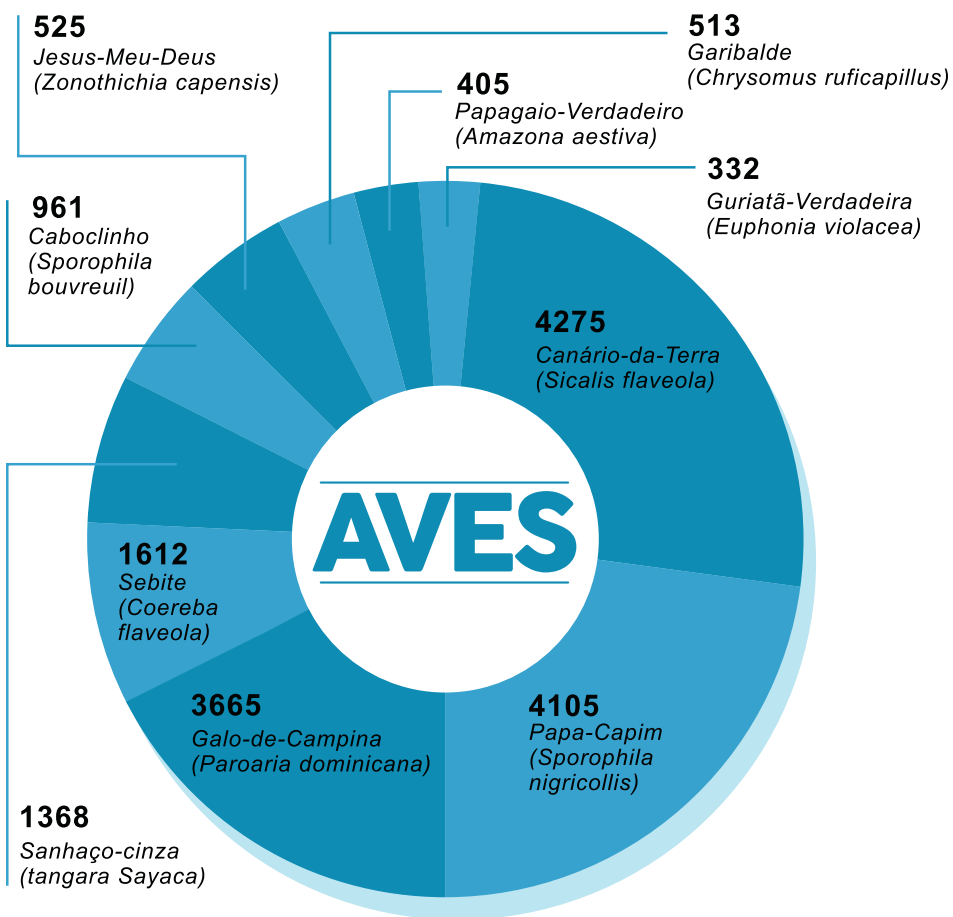 525
Jesus-Meu-Deus
(Zonothichia capensis)
513
Garibalde
(Chrysomus ruficapillus)
405
Papagaio-Verdadeiro
(Amazona aestiva)
332
Guriatã-Verdadeira
(Euphonia violacea)
961
Caboclinho
(Sporophila
bouvreuil)
4275
Canário-da-Terra
(Sicalis flaveola)
AVES
1612
Sebite
(Coereba
flaveola)
3665
Galo-de-Campina
(Paroaria dominicana)
4105
Papa-Capim
(Sporophila
nigricollis)
1368
Sanhaço-cinza
(tangara Sayaca)